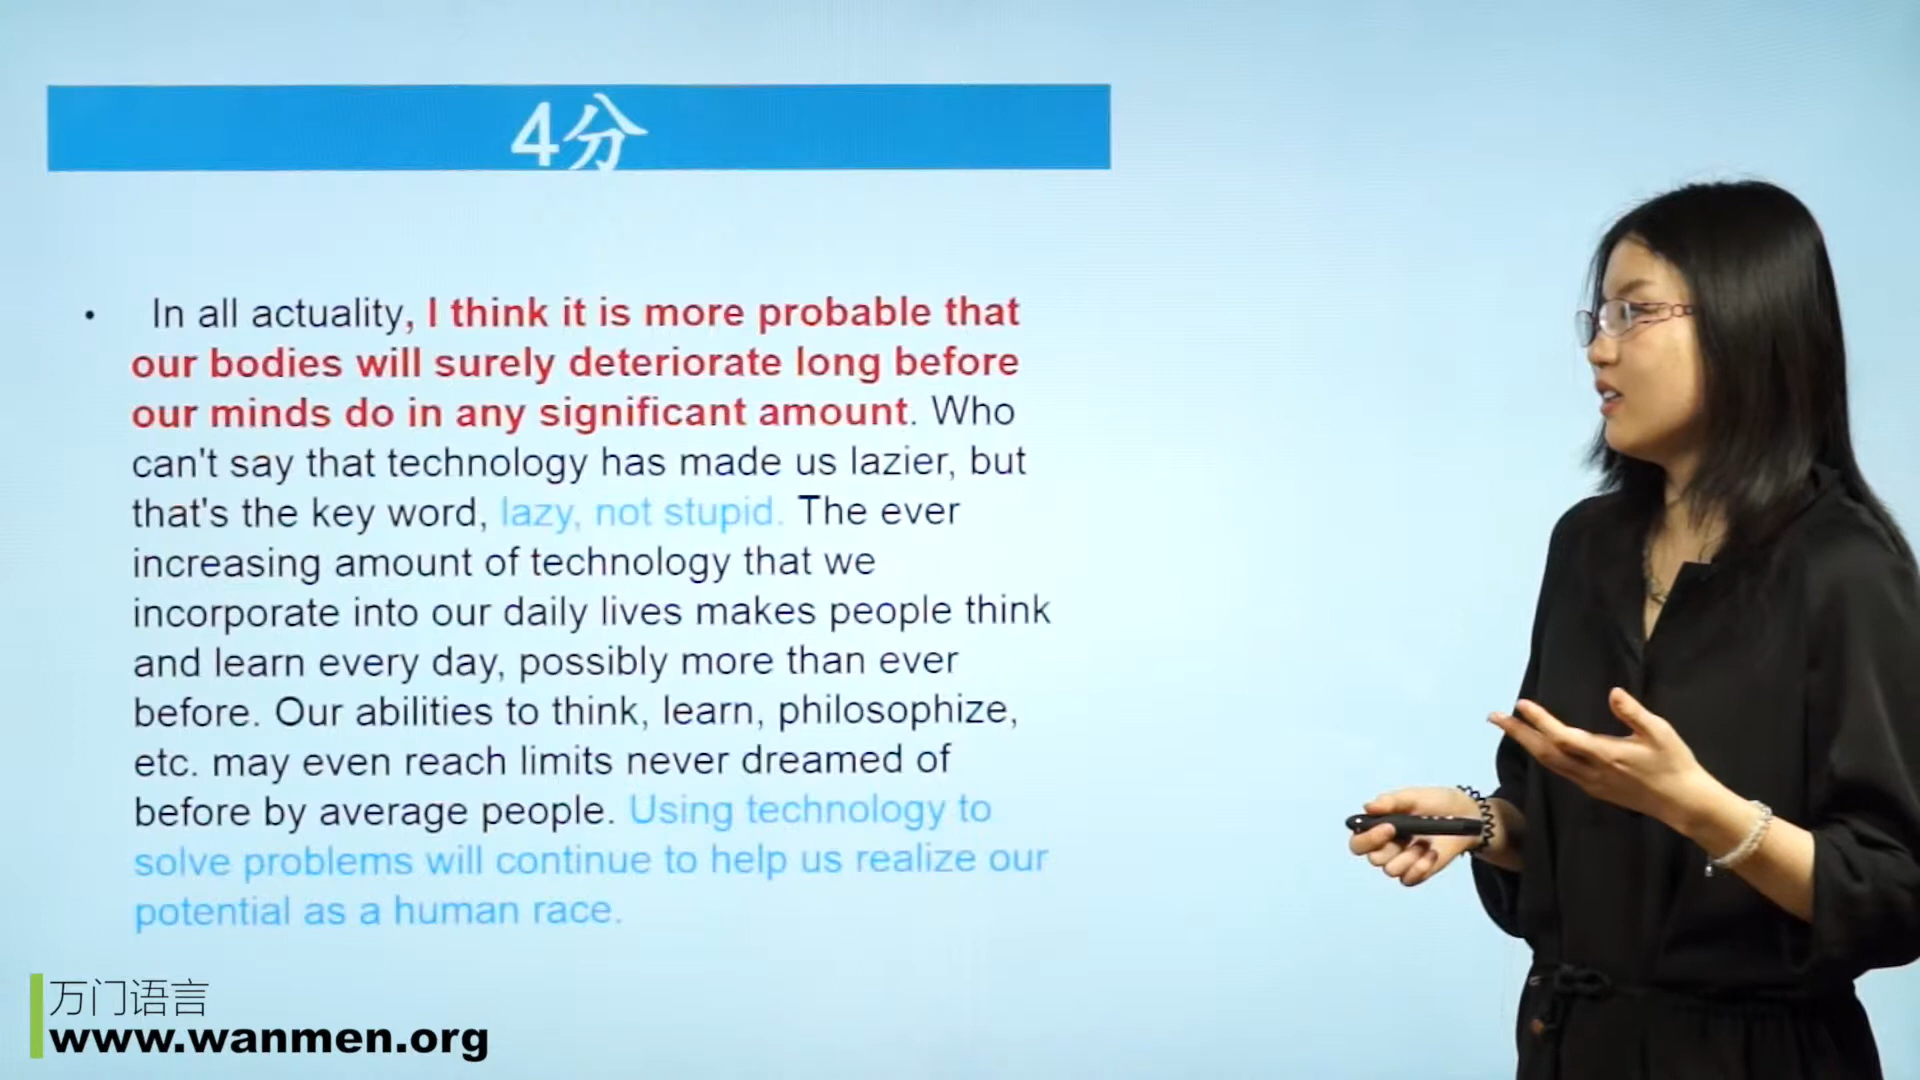 4分
• In all actuality, I think it is more probable that
our bodies will surely deteriorate long before
our minds do in any significant amount. Who
can't say that technology has made us lazier, but
that's the key word, lazy, not stupid. The ever
increasing amount of technology that we
incorporate into our daily lives makes people think
and learn every day, possibly more than ever
before. Our abilities to think, learn, philosophize,
etc. may even reach limits never dreamed of
before by average people. Using technology to
solve problems will continue to help us realize our
potential as a human race.
万门语言
www.wanmen.org